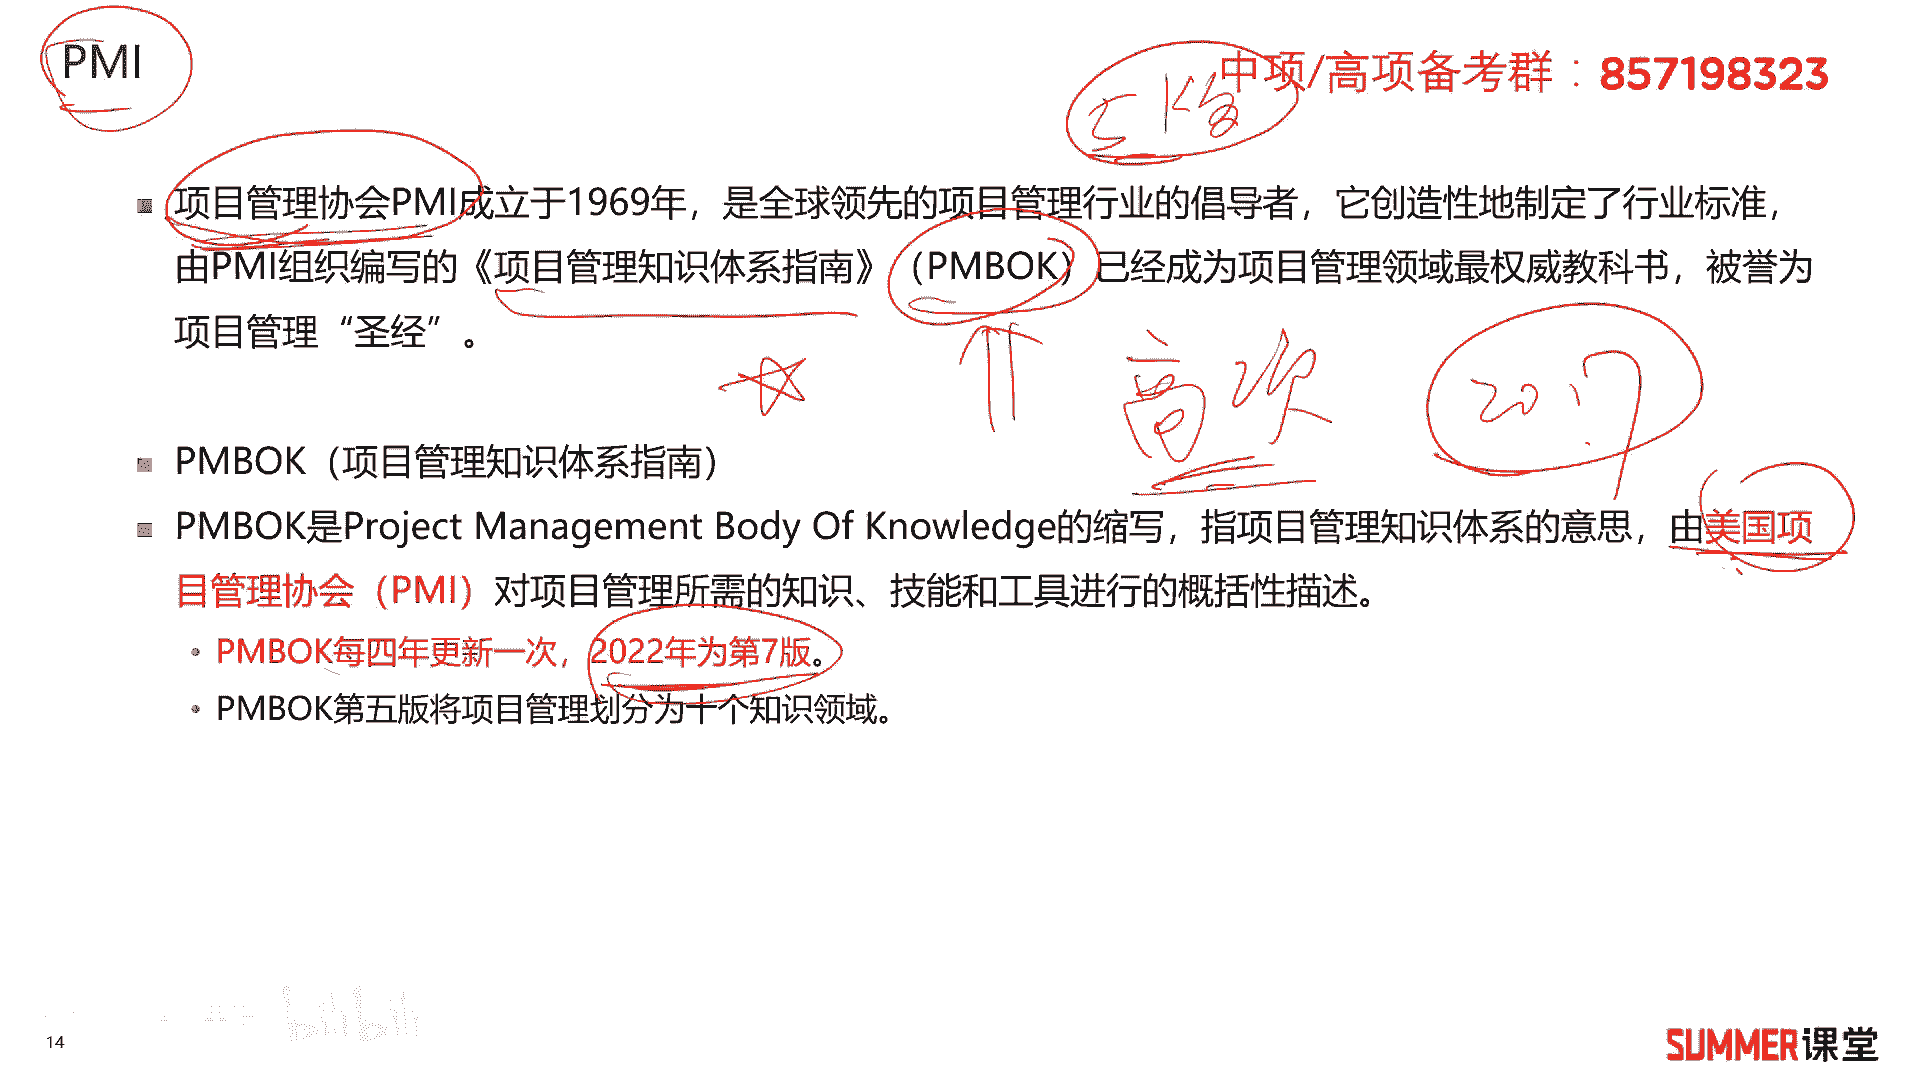 PMI
中项/高项备考群：857198323
项目管理协会PMI成立于1969年，是全球领先的项目管理行业的倡导者，它创造性地制定了行业标准，
由PMI组织编写的《项目管理知识体系指南》（PMBOK）已经成为项目管理领域最权威教科书，被誉为
项目管理“圣经”。
2017
PMBOK（项目管理知识体系指南）
PMBOK是Project Management Body Of Knowledge的缩写，指项目管理知识体系的意思，由美国项
目管理协会（PMI）对项目管理所需的知识、技能和工具进行的概括性描述。
PMBOK每四年更新一次，2022年为第7版。
PMBOK第五版将项目管理划分为十个知识领域。
bilibili
14
SUMMER课堂